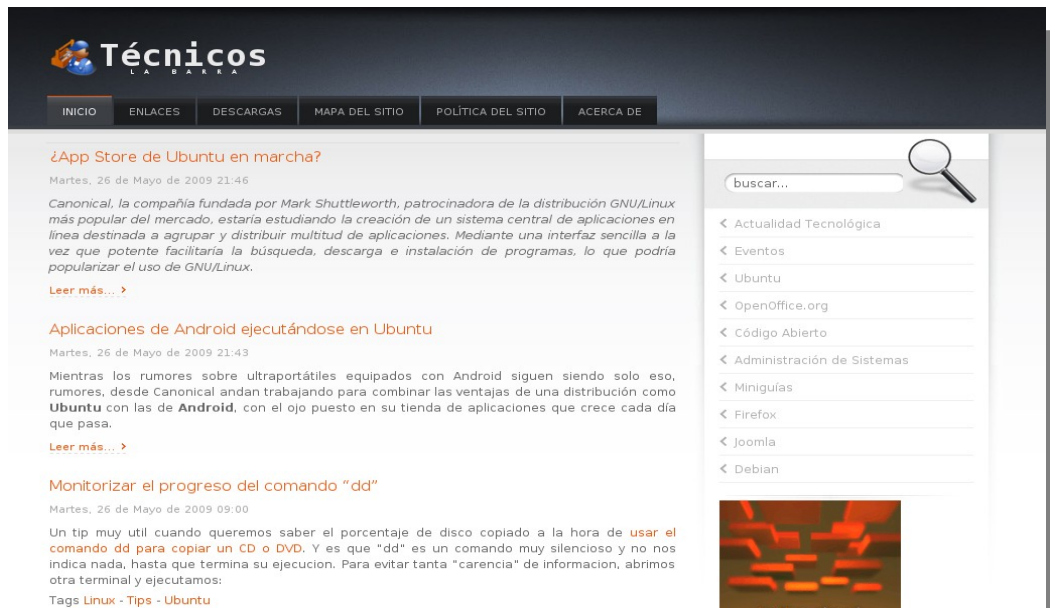 Técnicos
LA BARRA
INICIO ENLACES DESCARGAS MAPA DEL SITIO POLÍTICA DEL SITIO ACERCA DE
¿App Store de Ubuntu en marcha?
Martes, 26 de Mayo de 2009 21:46
Canonical, la compañía fundada por Mark Shuttleworth, patrocinadora de la distribución GNU/Linux
más popular del mercado, estaría estudiando la creación de un sistema central de aplicaciones en
línea destinada a agrupar y distribuir multitud de aplicaciones. Mediante una interfaz sencilla a la
vez que potente facilitaría la búsqueda, descarga e instalación de programas, lo que podría
popularizar el uso de GNU/Linux.
Leer más...
Aplicaciones de Android ejecutándose en Ubuntu
Martes, 26 de Mayo de 2009 21:43
Mientras los rumores sobre ultraportátiles equipados con Android siguen siendo solo eso,
rumores, desde Canonical andan trabajando para combinar las ventajas de una distribución como
Ubuntu con las de Android, con el ojo puesto en su tienda de aplicaciones que crece cada día
que pasa.
Leer más...
Monitorizar el progreso del comando “dd”
Martes, 26 de Mayo de 2009 09:00
Un tip muy util cuando queremos saber el porcentaje de disco copiado a la hora de usar el
comando dd para copiar un CD o DVD. Y es que "dd" es un comando muy silencioso y no nos
indica nada, hasta que termina su ejecucion. Para evitar tanta "carencia" de informacion, abrimos
otra terminal y ejecutamos:
Tags Linux - Tips - Ubuntu
buscar...
Actualidad Tecnológica
Eventos
Ubuntu
OpenOffice.org
Código Abierto
Administración de Sistemas
Miniguías
Firefox
Joomla
Debian